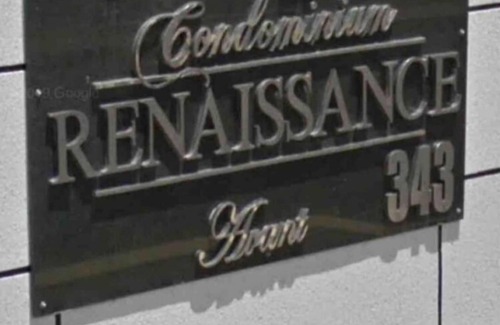 Condominium
RENAISSANCE
343
Avant